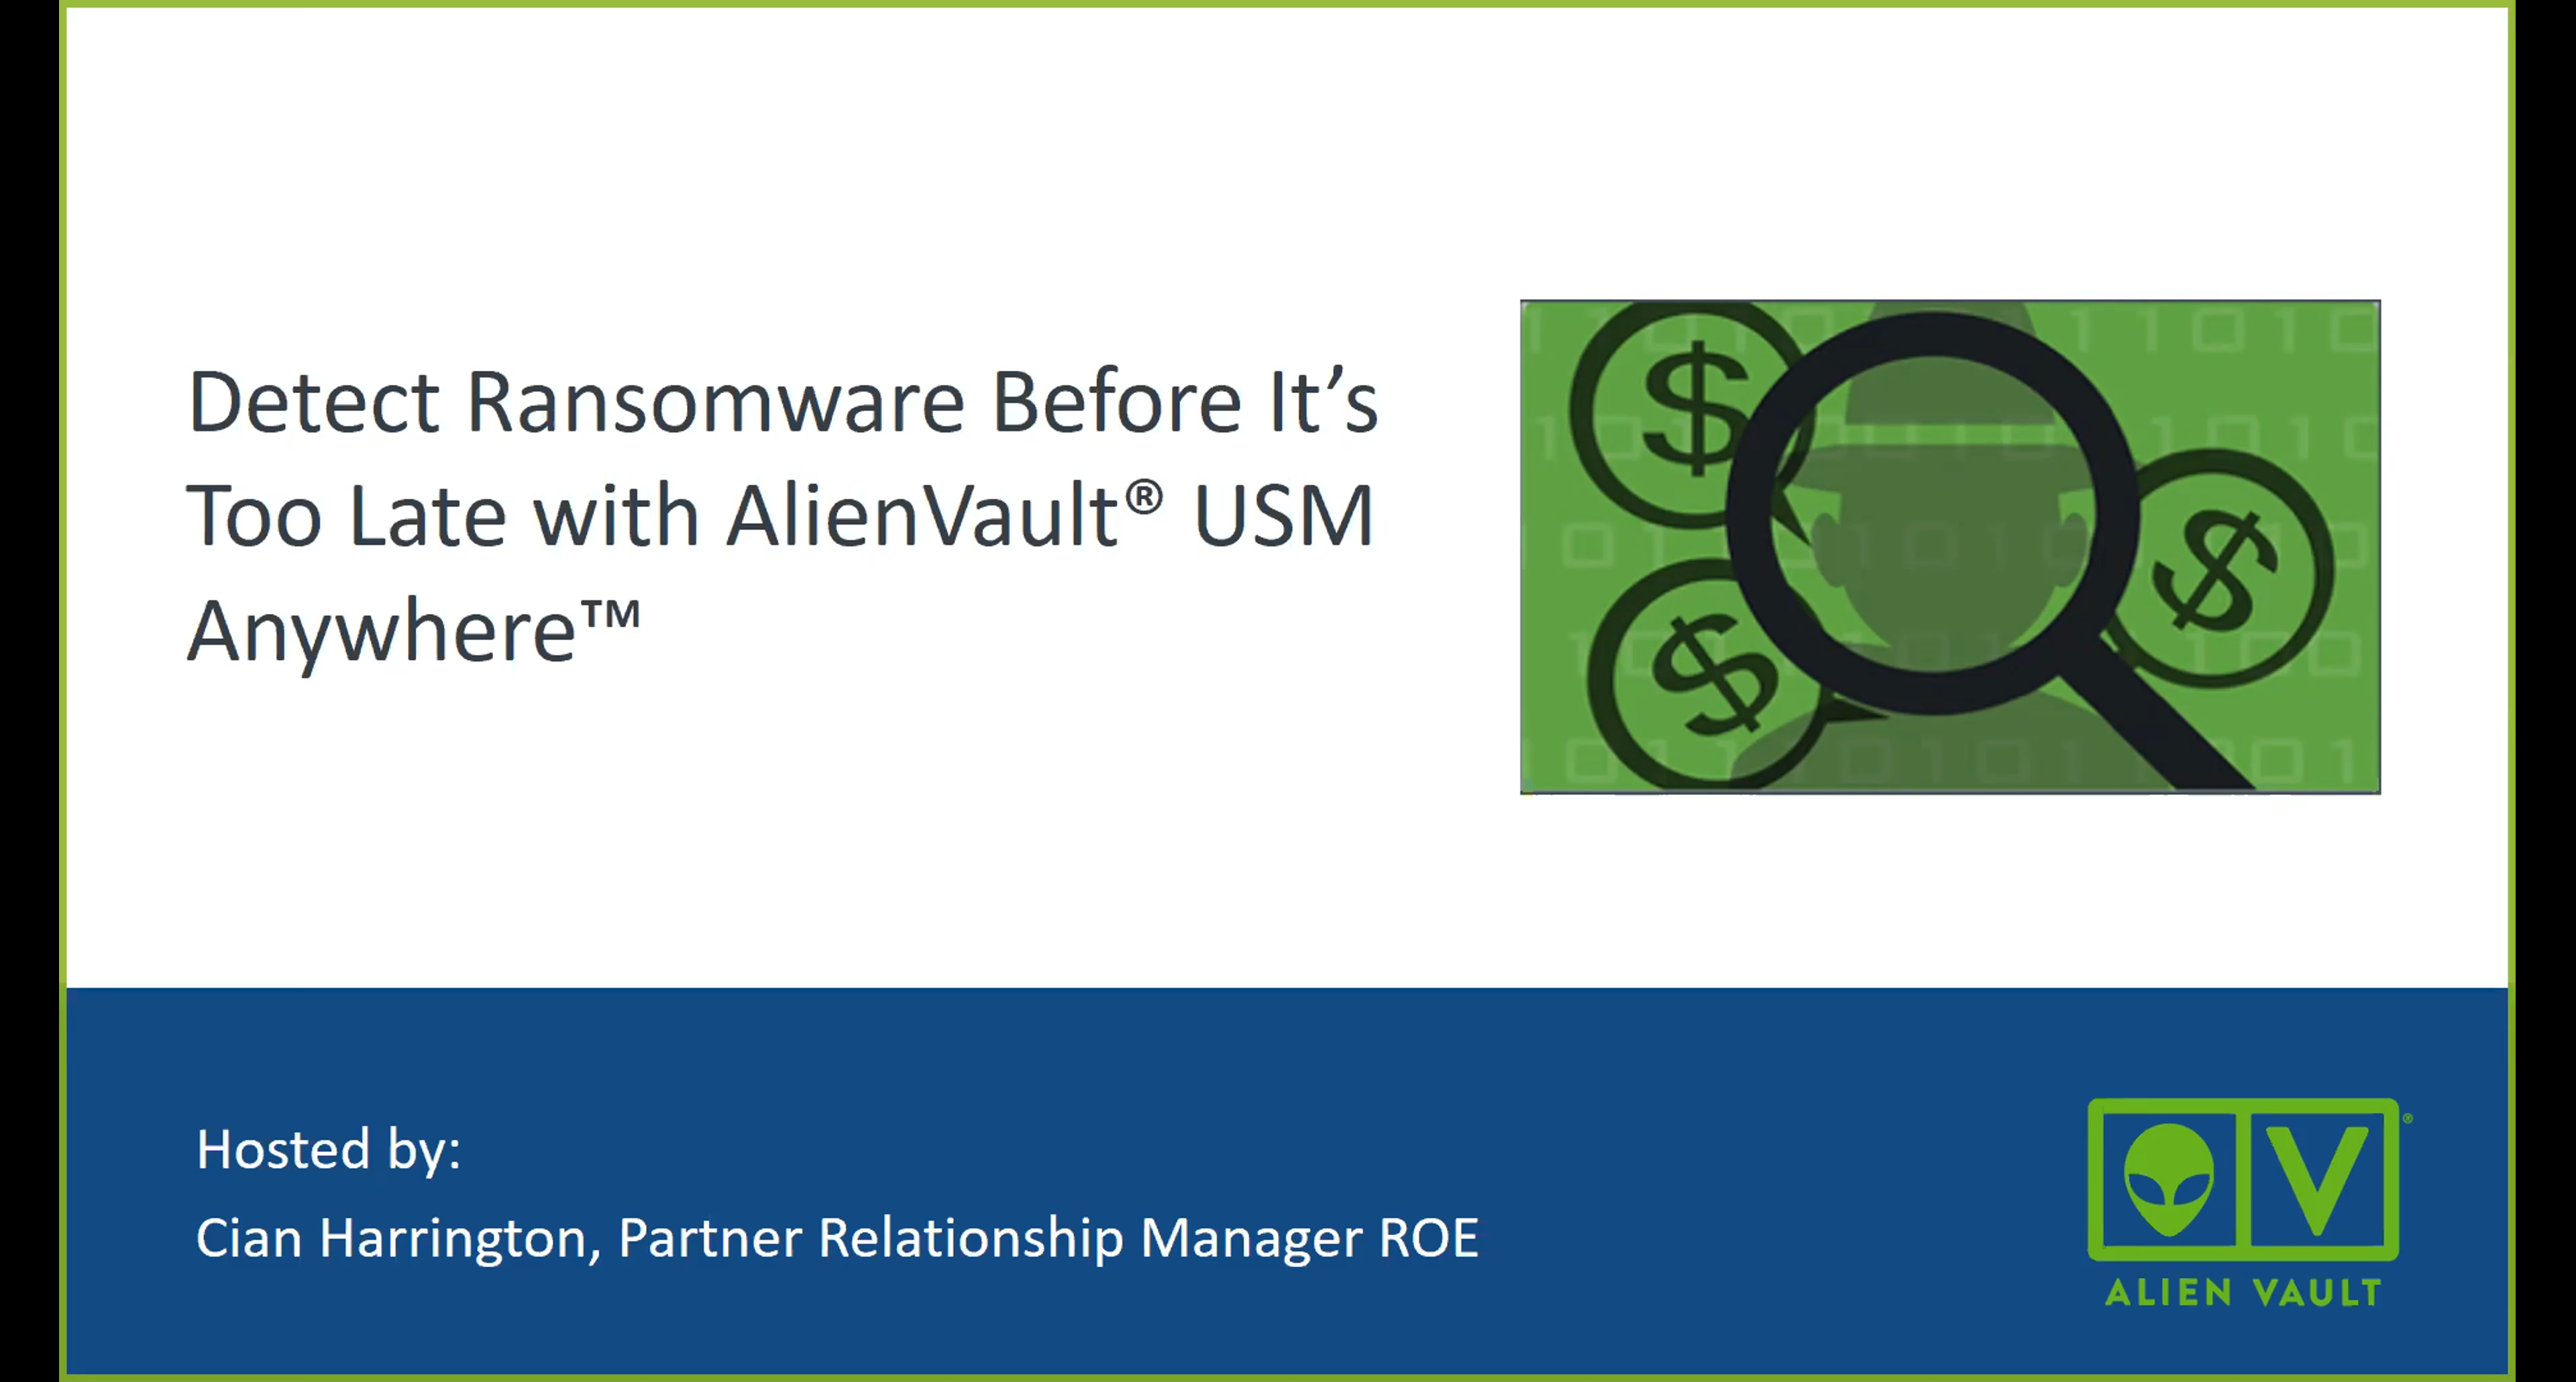 Detect Ransomware Before It’s
Too Late with AlienVault® USM
Anywhere™
Hosted by:
Cian Harrington, Partner Relationship Manager ROE
V®
ALIEN VAULT